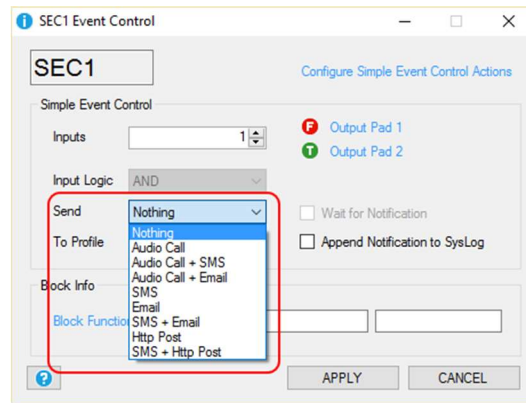 SEC1 Event Control
SEC1
Configure Simple Event Control Actions
Simple Event Control
Inputs 1
F Output Pad 1
T Output Pad 2
Input Logic AND
Send Nothing
Wait for Notification
To Profile
Append Notification to SysLog
Nothing
Audio Call
Audio Call + SMS
Audio Call + Email
SMS
Email
SMS + Email
Http Post
SMS + Http Post
Block Info
?
APPLY
CANCEL